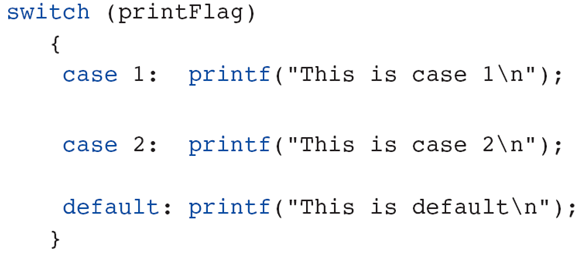 switch (printFlag)
{
case 1:  printf("This is case 1\n");
case 2:  printf("This is case 2\n");
default: printf("This is default\n");
}